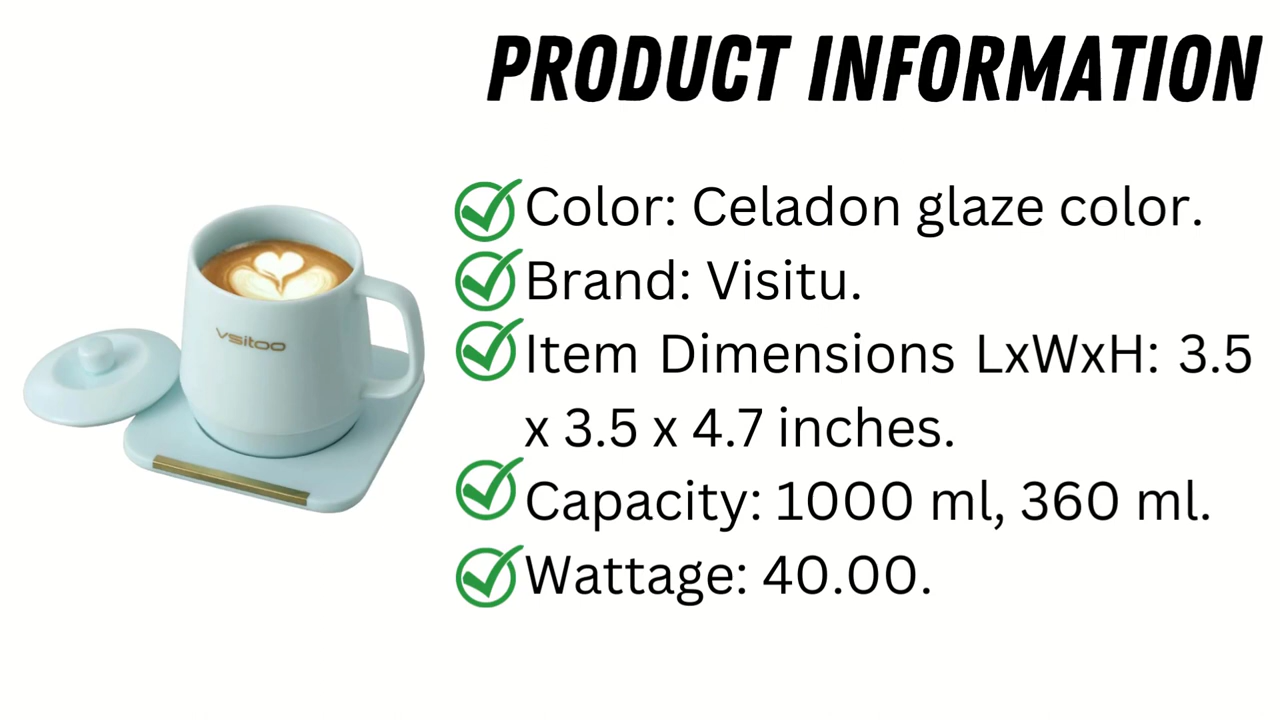 PRODUCT INFORMATION
Color: Celadon glaze color.
Brand: Visitu.
Item Dimensions LxWxH: 3.5
x 3.5 x 4.7 inches.
Capacity: 1000 ml, 360 ml.
Wattage: 40.00.
vsitoo